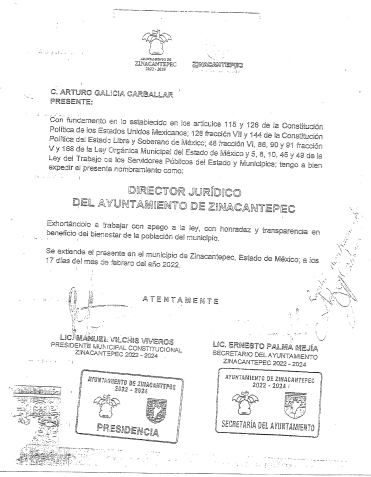 AYUNTAMIENTO DE
ZINACANTEPEC
2022 - 2024
ZINACANTEPEC
C. ARTURO GALICIA CARBALLAR
PRESENTE:
Con fundamento en lo establecido en los artículos 115 y 126 de la Constitución
Política de los Estados Unidos Mexicanos; 128 fracción VII y 144 de la Constitución
Política del Estado Libre y Soberano de México; 48 fracción VI, 86, 90 y 91 fracción
V y 168 de la Ley Orgánica Municipal del Estado de México y 5, 8, 10, 45 y 49 de la
Ley del Trabajo de los Servidores Públicos del Estado y Municipios; tengo a bien
expedir el presente nombramiento como:
DIRECTOR JURÍDICO
DEL AYUNTAMIENTO DE ZINACANTEPEC
Exhortándolo a trabajar con apego a la ley, con honradez y transparencia en
beneficio del bienestar de la población del municipio.
Se extiende el presente en el municipio de Zinacantepec, Estado de México; a los
17 días del mes de febrero del año 2022.
ATENTAMENTE
LIC. MANUEL VILCHIS VIVEROS
PRESIDENTE MUNICIPAL CONSTITUCIONAL
ZINACANTEPEC 2022 - 2024
LIC. ERNESTO PALMA MEJÍA
SECRETARIO DEL AYUNTAMIENTO
ZINACANTEPEC 2022 - 2024
AYUNTAMIENTO DE ZINACANTEPEC
2022 - 2024
PRESIDENCIA
AYUNTAMIENTO DE ZINACANTEPEC
2022 - 2024
SECRETARÍA DEL AYUNTAMIENTO